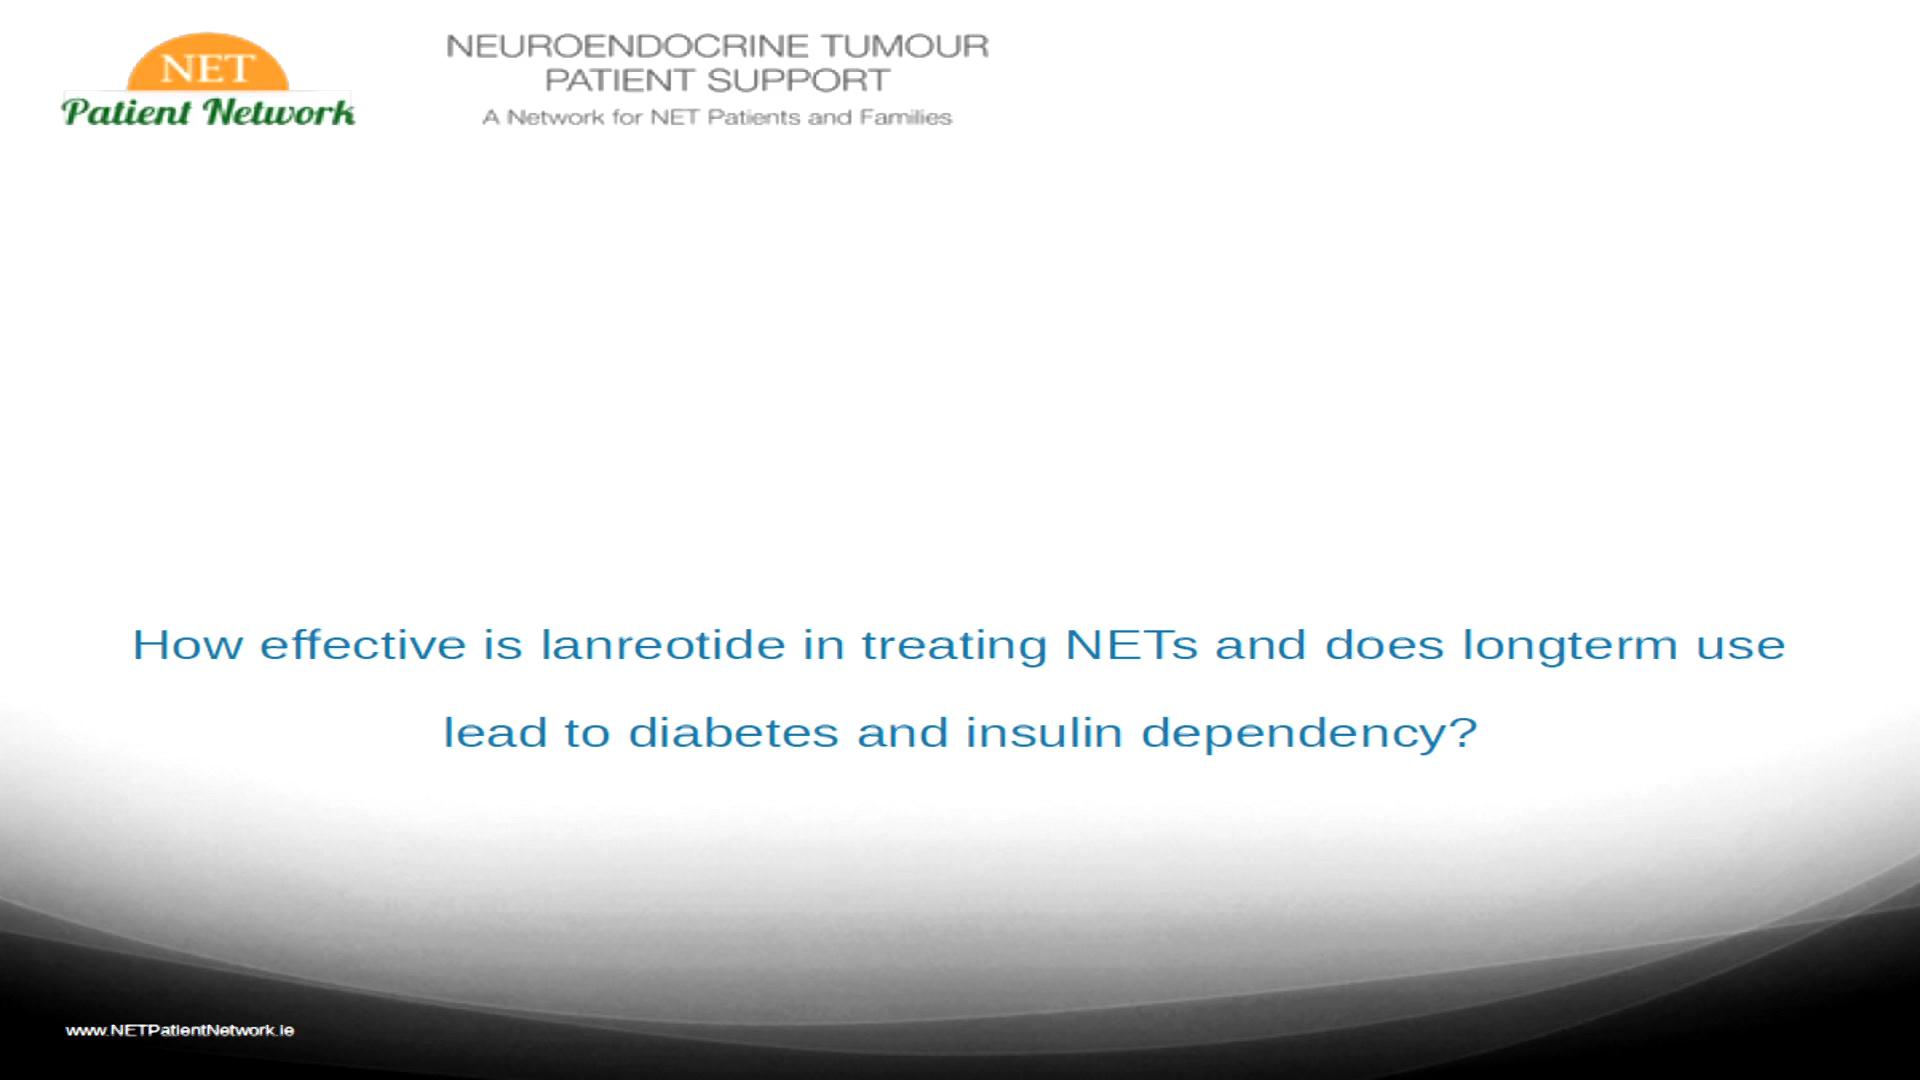 NET
Patient Network
NEUROENDOCRINE TUMOUR
PATIENT SUPPORT
A Network for NET Patients and Families
How effective is lanreotide in treating NETs and does longterm use
lead to diabetes and insulin dependency?
www.NETPatientNetwork.ie